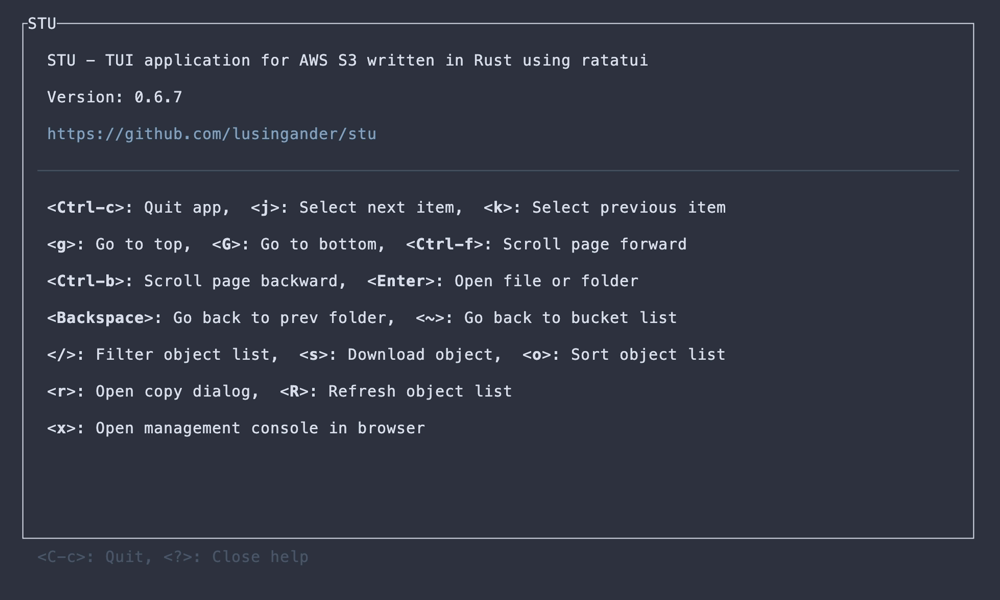 STU
STU – TUI application for AWS S3 written in Rust using ratatui
Version: 0.6.7
https://github.com/lusingander/stu
<Ctrl-c>: Quit app,  <j>: Select next item,  <k>: Select previous item
<g>: Go to top,  <G>: Go to bottom,  <Ctrl-f>: Scroll page forward
<Ctrl-b>: Scroll page backward,  <Enter>: Open file or folder
<Backspace>: Go back to prev folder,  <~>: Go back to bucket list
</>: Filter object list,  <s>: Download object,  <o>: Sort object list
<r>: Open copy dialog,  <R>: Refresh object list
<x>: Open management console in browser
<C-c>: Quit, <?>: Close help